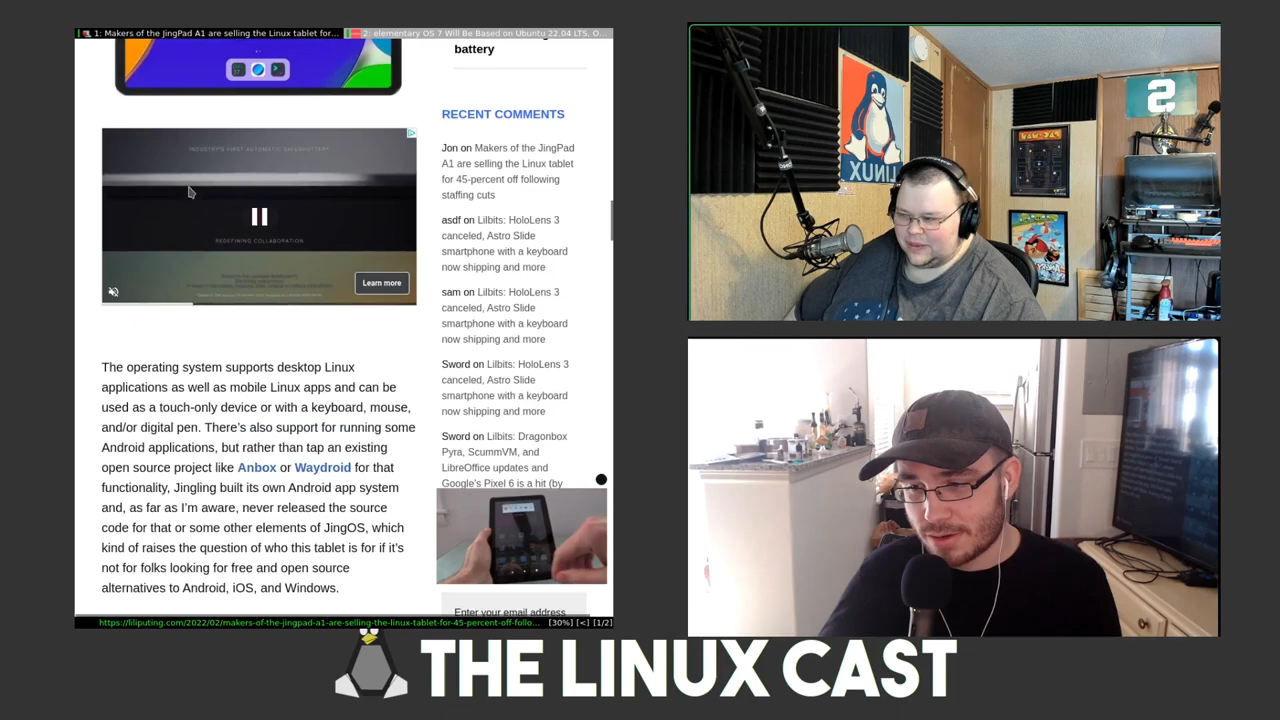 1: Makers of the JingPad A1 are selling the Linux tablet for...
2: elementary OS 7 Will Be Based on Ubuntu 22.04 LTS, O...
battery
RECENT COMMENTS
Jon on Makers of the JingPad
A1 are selling the Linux tablet
for 45-percent off following
staffing cuts
asdf on Lilbits: HoloLens 3
canceled, Astro Slide
smartphone with a keyboard
now shipping and more
sam on Lilbits: HoloLens 3
canceled, Astro Slide
smartphone with a keyboard
now shipping and more
Sword on Lilbits: HoloLens 3
canceled, Astro Slide
smartphone with a keyboard
now shipping and more
Sword on Lilbits: Dragonbox
Pyra, ScummVM, and
LibreOffice updates and
Google's Pixel 6 is a hit (by
Enter your email address
INDUSTRY'S FIRST AUTOMATIC
REDEFINING COLLABORATION
Learn more
The operating system supports desktop Linux
applications as well as mobile Linux apps and can be
used as a touch-only device or with a keyboard, mouse,
and/or digital pen. There's also support for running some
Android applications, but rather than tap an existing
open source project like Anbox or Waydroid for that
functionality, Jingling built its own Android app system
and, as far as I'm aware, never released the source
code for that or some other elements of JingOS, which
kind of raises the question of who this tablet is for if it's
not for folks looking for free and open source
alternatives to Android, iOS, and Windows.
https://liliputing.com/2022/02/makers-of-the-jingpad-a1-are-selling-the-linux-tablet-for-45-percent-off-follo... [30%] [<] [1/2]
LINUX
PAC-MAN
THE LINUX CAST